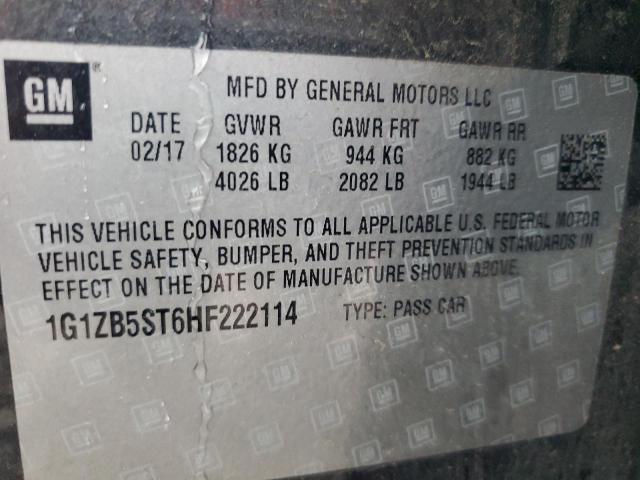 GM
MFD BY GENERAL MOTORS LLC
DATE GVWR GAWR FRT GAWR RR
02/17 1826 KG 944 KG 882 KG
4026 LB 2082 LB 1944 LB
THIS VEHICLE CONFORMS TO ALL APPLICABLE U.S. FEDERAL MOTOR
VEHICLE SAFETY, BUMPER, AND THEFT PREVENTION STANDARDS IN
EFFECT ON THE DATE OF MANUFACTURE SHOWN ABOVE.
1G1ZB5ST6HF222114 TYPE: PASS CAR